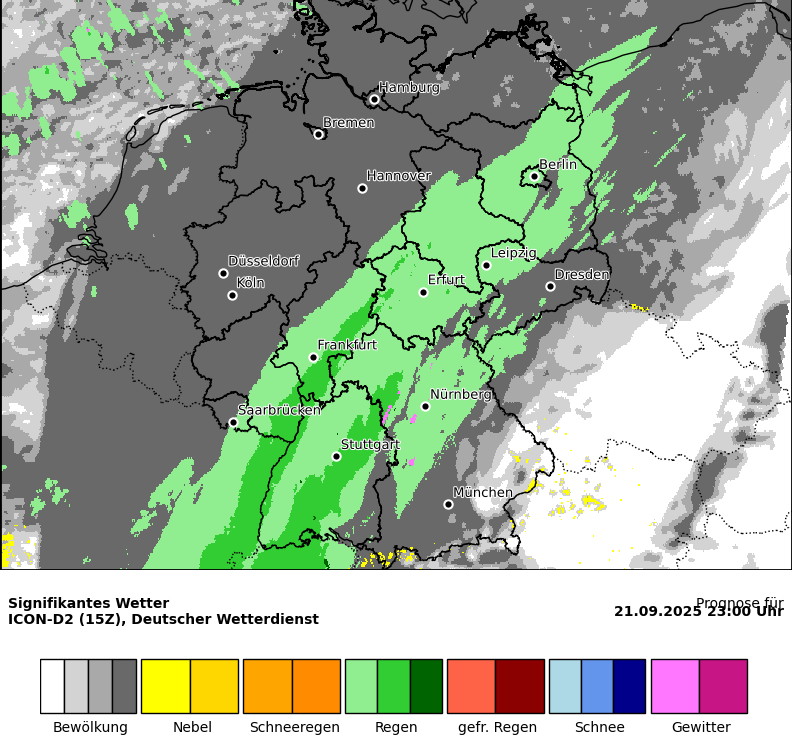 Hamburg
Bremen
Berlin
Hannover
Leipzig
Düsseldorf
Dresden
Köln
Erfurt
Frankfurt
Nürnberg
Saarbrücken
Stuttgart
München
Signifikantes Wetter
ICON-D2 (15Z), Deutscher Wetterdienst
Prognose für
21.09.2025 23:00 Uhr
Bewölkung Nebel Schneeregen Regen gefr. Regen Schnee Gewitter